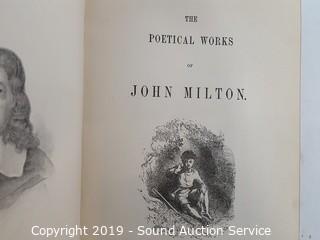 THE
POETICAL WORKS
OF
JOHN MILTON.
Copyright 2019 - Sound Auction Service